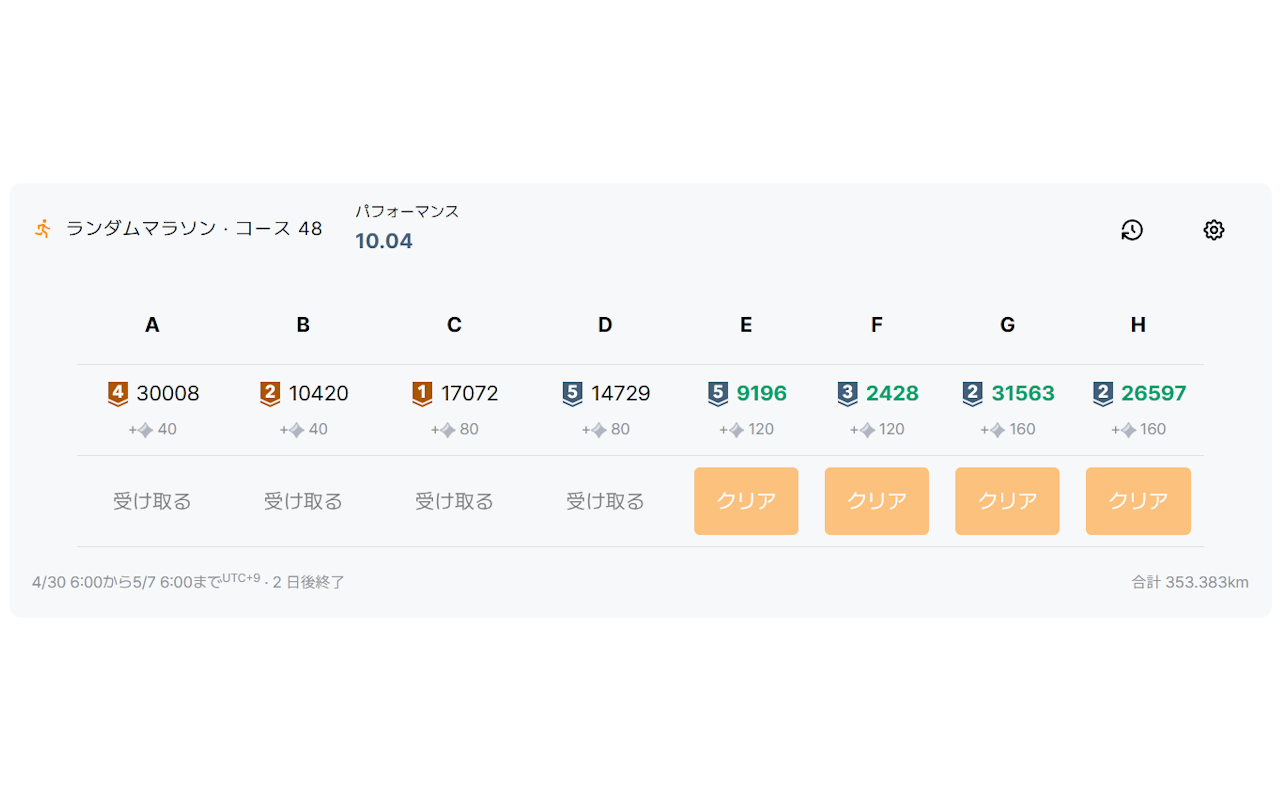 ランダムマラソン · コース 48
パフォーマンス
10.04
A B C D E F G H
4 30008 2 10420 1 17072 5 14729 5 9196 3 2428 2 31563 2 26597
+ 40 + 40 + 80 + 80 + 120 + 120 + 160 + 160
受け取る 受け取る 受け取る 受け取る クリア クリア クリア クリア
4/30 6:00から5/7 6:00までUTC+9 · 2 日後終了 合計 353.383km